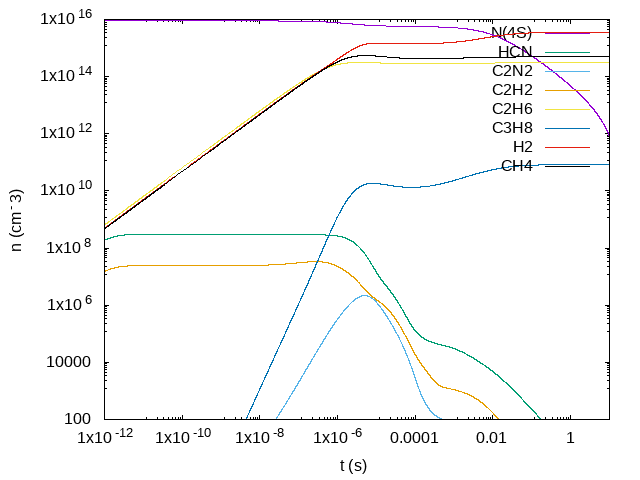 1x10 16
1x10 14
1x10 12
1x10 10
1x10 8
1x10 6
10000
100
n (cm-3)
N(4S)
HCN
C2N2
C2H2
C2H6
C3H8
H2
CH4
1x10 -12
1x10 -10
1x10 -8
1x10 -6
0.0001
0.01
1
t (s)